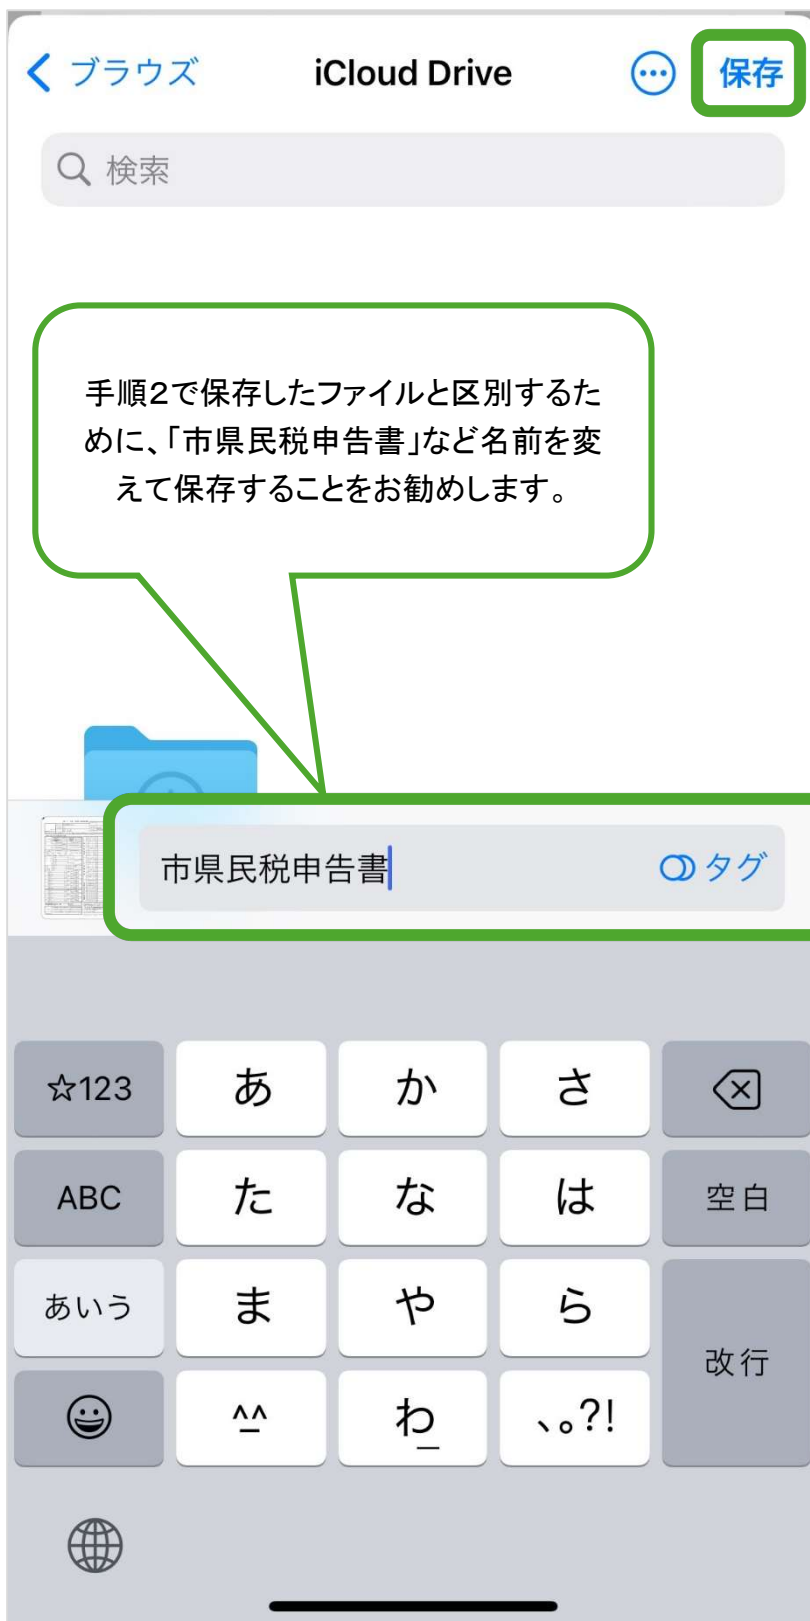 ブラウズ iCloud Drive 保存
検索
手順2で保存したファイルと区別するた
めに、「市県民税申告書」など名前を変
えて保存することをお勧めします。
市県民税申告書 タグ
☆123 あ か さ
ABC た な は 空白
あいう ま や ら
改行
^^ わ 、。?!